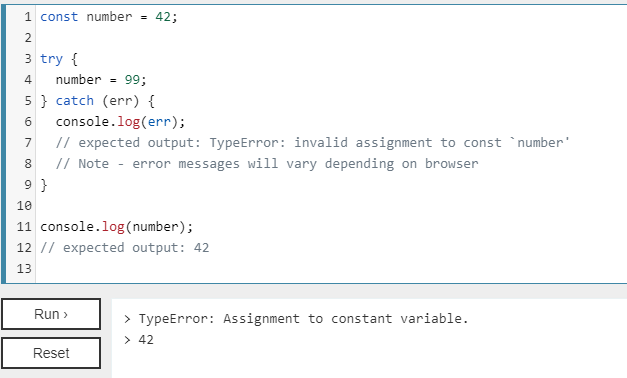 1 const number = 42;
2
3 try {
4   number = 99;
5 } catch (err) {
6   console.log(err);
7   // expected output: TypeError: invalid assignment to const `number'
8   // Note - error messages will vary depending on browser
9 }
10
11 console.log(number);
12 // expected output: 42
13
Run ›
> TypeError: Assignment to constant variable.
> 42
Reset